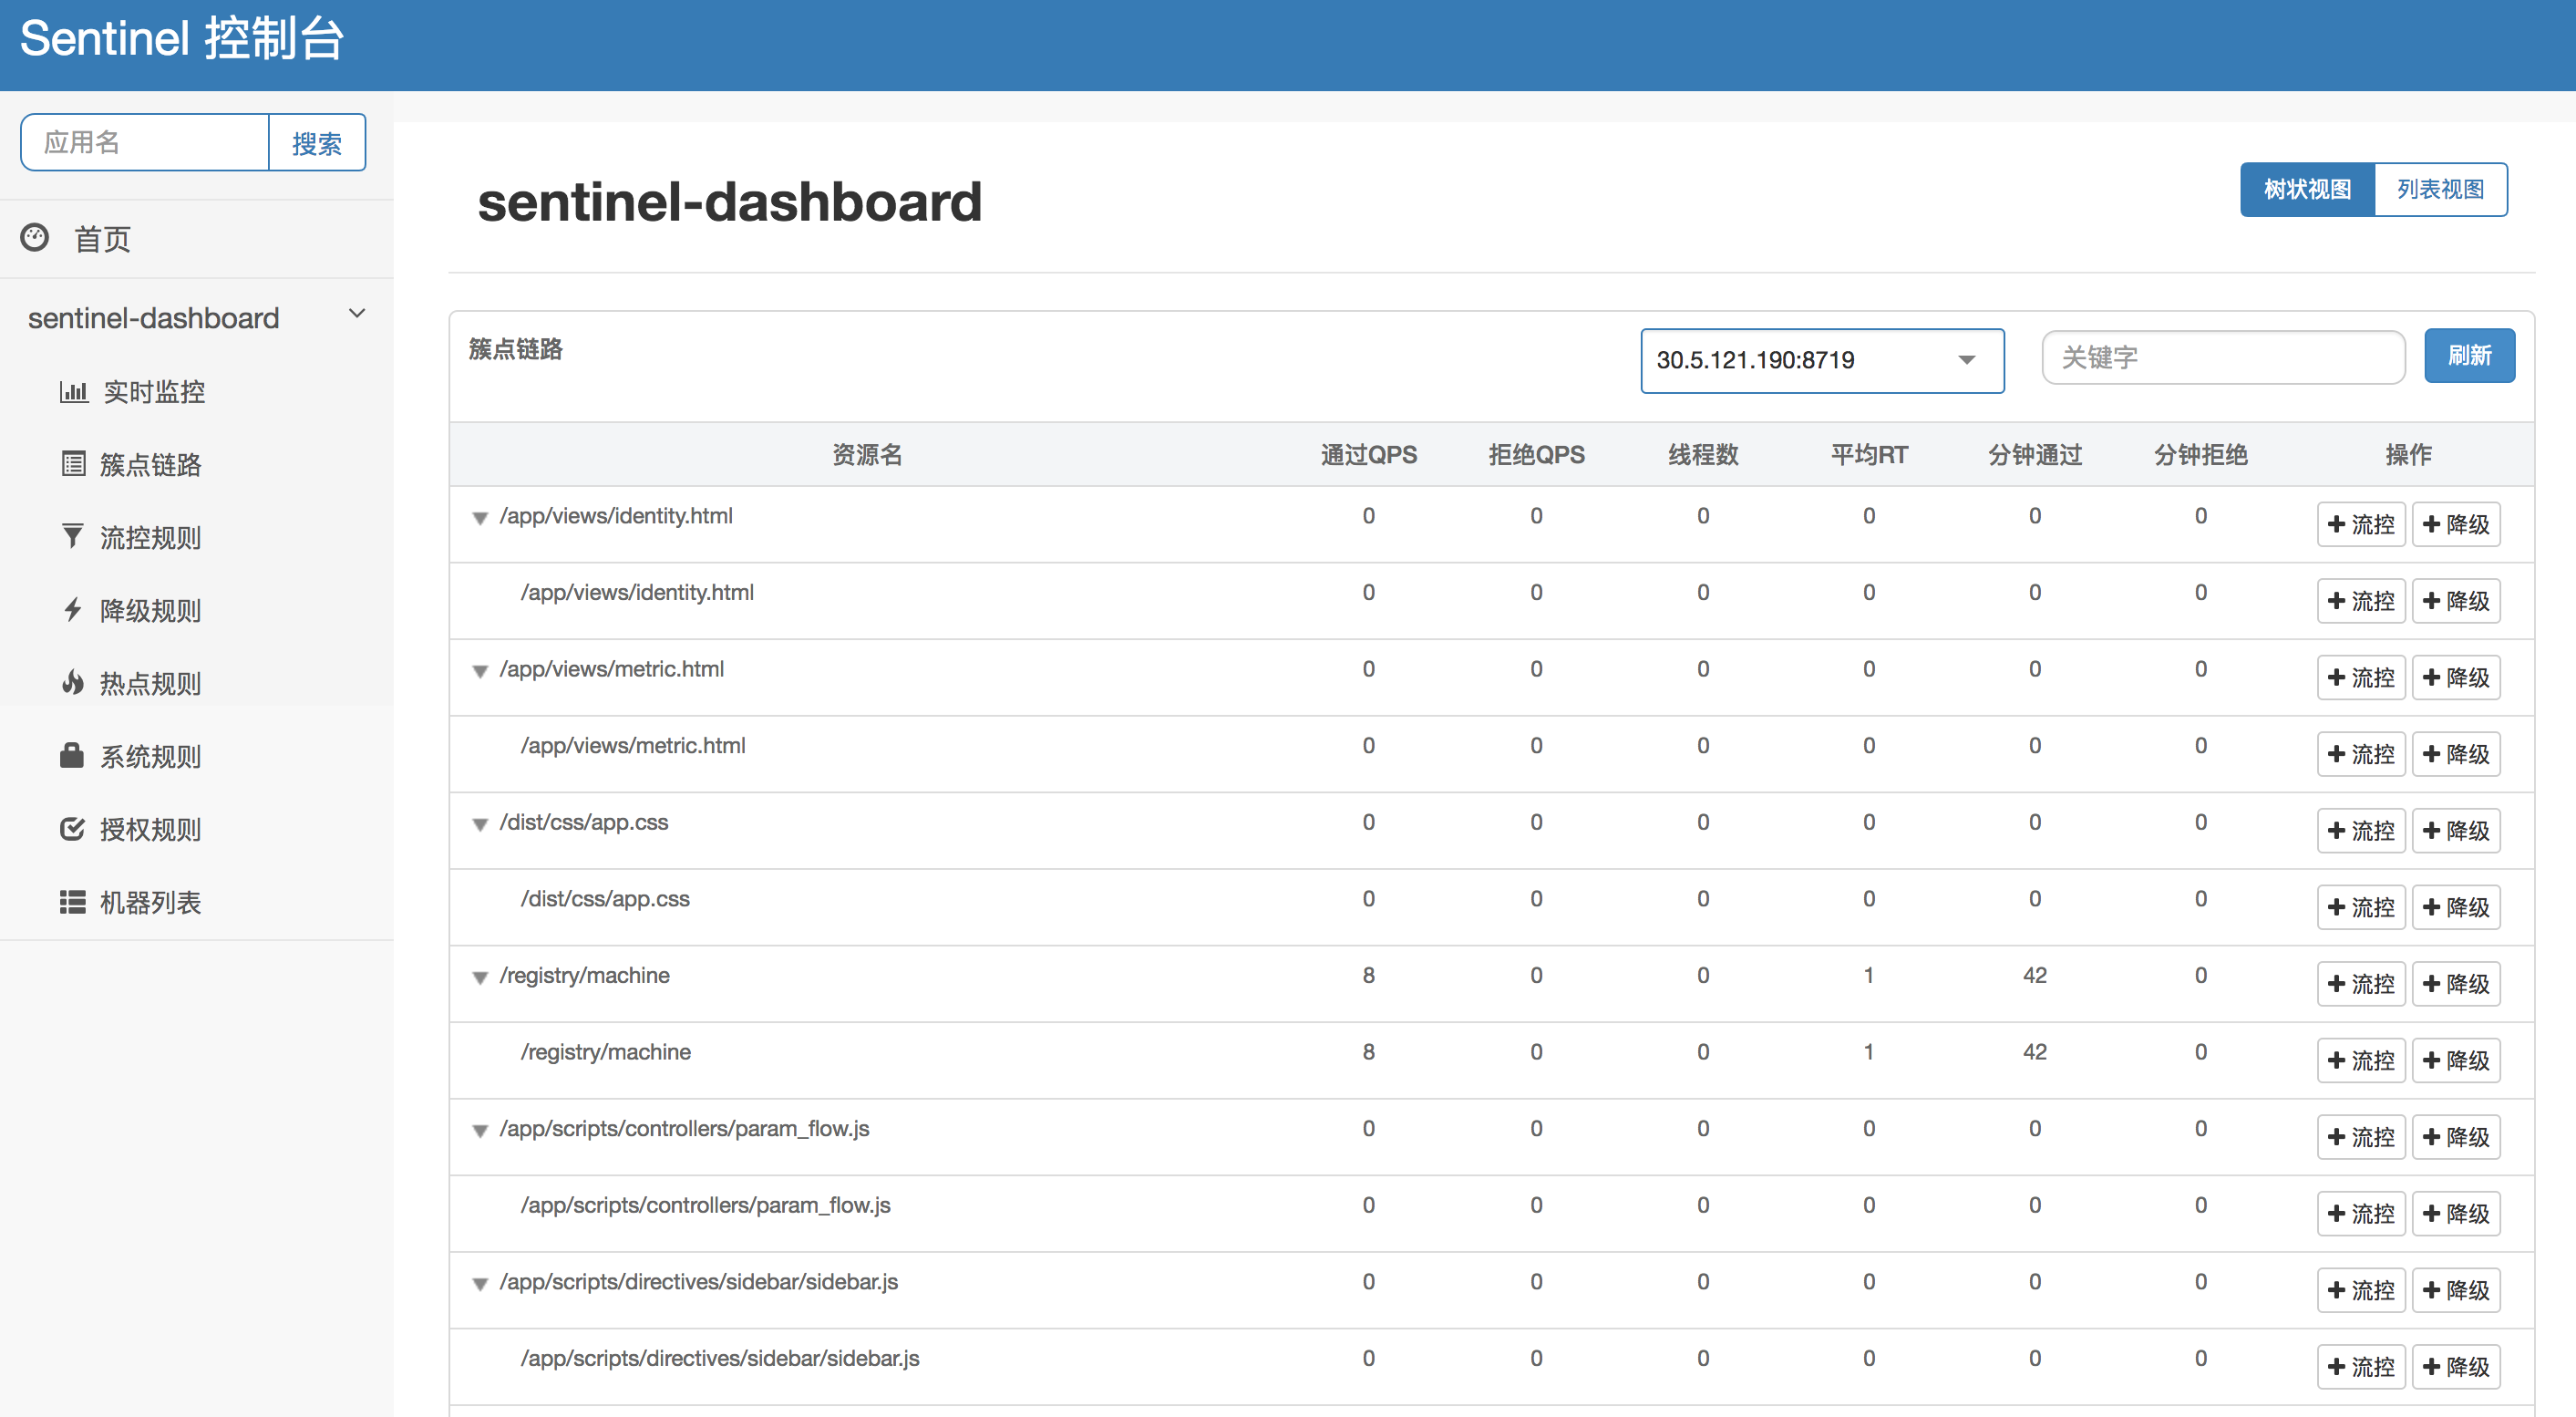 Sentinel 控制台
应用名 搜索
首页
sentinel-dashboard
实时监控
簇点链路
流控规则
降级规则
热点规则
系统规则
授权规则
机器列表
sentinel-dashboard 树状视图 列表视图
簇点链路 30.5.121.190:8719 关键字 刷新
资源名 通过QPS 拒绝QPS 线程数 平均RT 分钟通过 分钟拒绝 操作
/app/views/identity.html 0 0 0 0 0 0 流控 降级
/app/views/identity.html 0 0 0 0 0 0 流控 降级
/app/views/metric.html 0 0 0 0 0 0 流控 降级
/app/views/metric.html 0 0 0 0 0 0 流控 降级
/dist/css/app.css 0 0 0 0 0 0 流控 降级
/dist/css/app.css 0 0 0 0 0 0 流控 降级
/registry/machine 8 0 0 1 42 0 流控 降级
/registry/machine 8 0 0 1 42 0 流控 降级
/app/scripts/controllers/param_flow.js 0 0 0 0 0 0 流控 降级
/app/scripts/controllers/param_flow.js 0 0 0 0 0 0 流控 降级
/app/scripts/directives/sidebar/sidebar.js 0 0 0 0 0 0 流控 降级
/app/scripts/directives/sidebar/sidebar.js 0 0 0 0 0 0 流控 降级